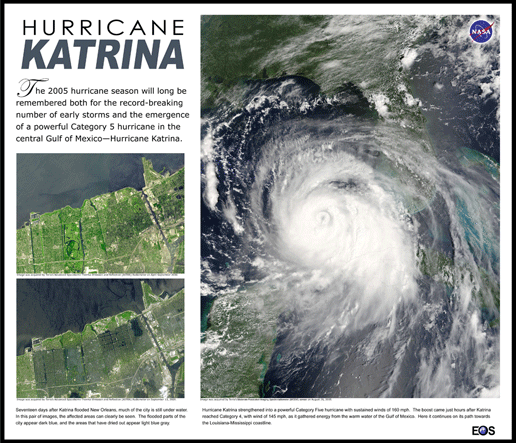 HURRICANE
KATRINA
The 2005 hurricane season will long be
remembered both for the record-breaking
number of early storms and the emergence
of a powerful Category 5 hurricane in the
central Gulf of Mexico—Hurricane Katrina.
NASA
Seventeen days after Katrina flooded New Orleans, much of the city is still under water.
In this pair of images, the affected areas can clearly be seen. The flooded parts of the
city appear dark blue, and the areas that have dried out appear light blue gray.
Hurricane Katrina strengthened into a powerful Category Five hurricane with sustained winds of 160 mph. The boost came just hours after Katrina
reached Category 4, with wind of 145 mph, as it gathered energy from the warm water of the Gulf of Mexico. Here it continues on its path towards
the Louisiana-Mississippi coastline.
EOS